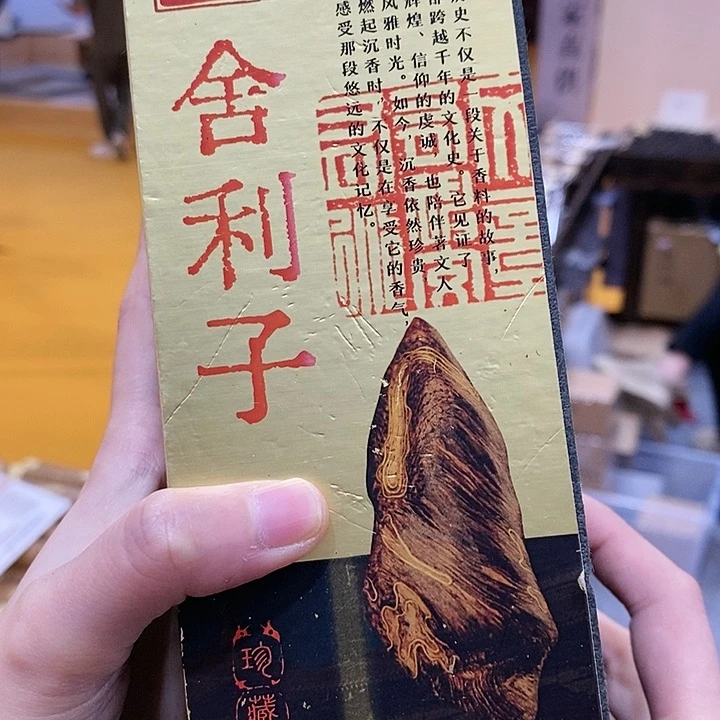 舍利子
史不仅是一段关于香料的故事，
部跨越千年的文化史。它见证了
辉煌、信仰的虔诚，也陪伴著文人
风雅时光。如今，沉香依然珍贵
燃起沉香时，不仅是在享受它的香气，
感受那段悠远的文化记忆。
珍藏